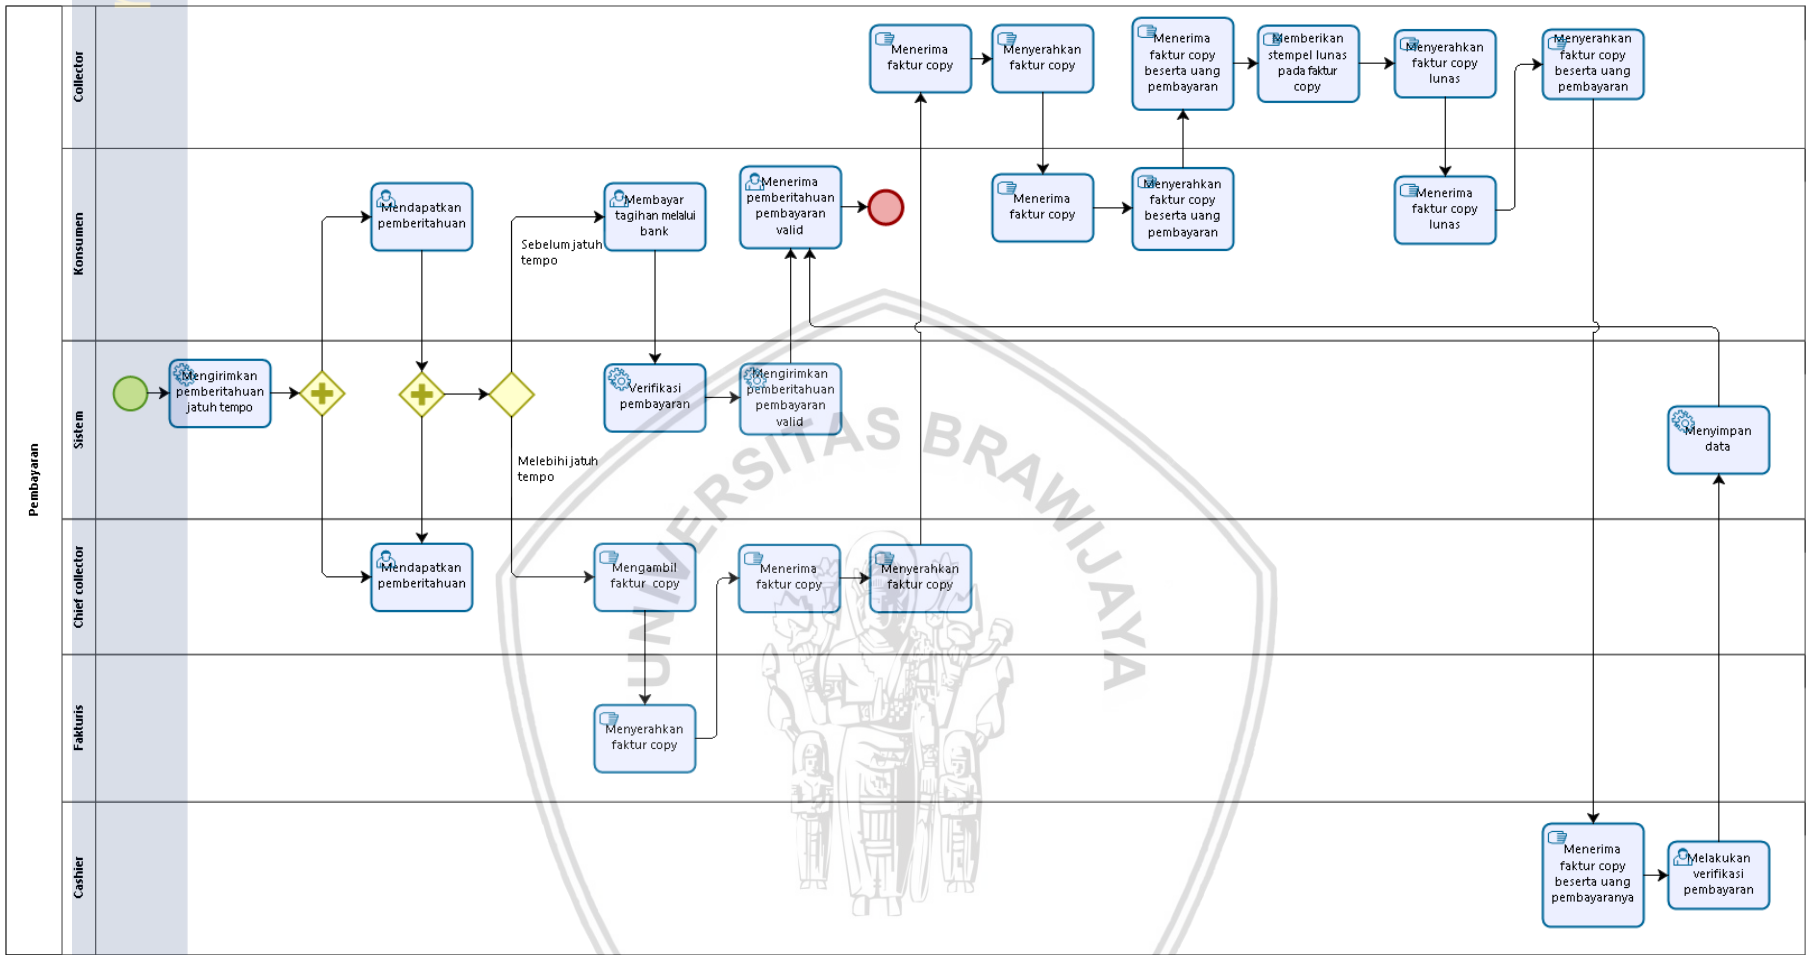 Pembayaran
Collector
Menerima
faktur copy
Menyerahkan
faktur copy
Menerima
faktur copy
beserta uang
pembayaran
Memberikan
stempel lunas
pada faktur
copy
Menyerahkan
faktur copy
lunas
Menyerahkan
faktur copy
beserta uang
pembayaran
Konsumen
Mendapatkan
pemberitahuan
Sebelum jatuh
tempo
Membayar
tagihan melalui
bank
Menerima
pemberitahuan
pembayaran
valid
Menerima
faktur copy
Menyerahkan
faktur copy
beserta uang
pembayaran
Menerima
faktur copy
lunas
Sistem
Mengirimkan
pemberitahuan
jatuh tempo
Melebihi jatuh
tempo
Verifikasi
pembayaran
Mengirimkan
pemberitahuan
pembayaran
valid
Menyimpan
data
Chief collector
Mendapatkan
pemberitahuan
Mengambil
faktur copy
Menerima
faktur copy
Menyerahkan
faktur copy
Fakturis
Menyerahkan
faktur copy
Cashier
Menerima
faktur copy
beserta uang
pembayaranya
Melakukan
verifikasi
pembayaran
UNIVERSITAS BRAWIJAYA